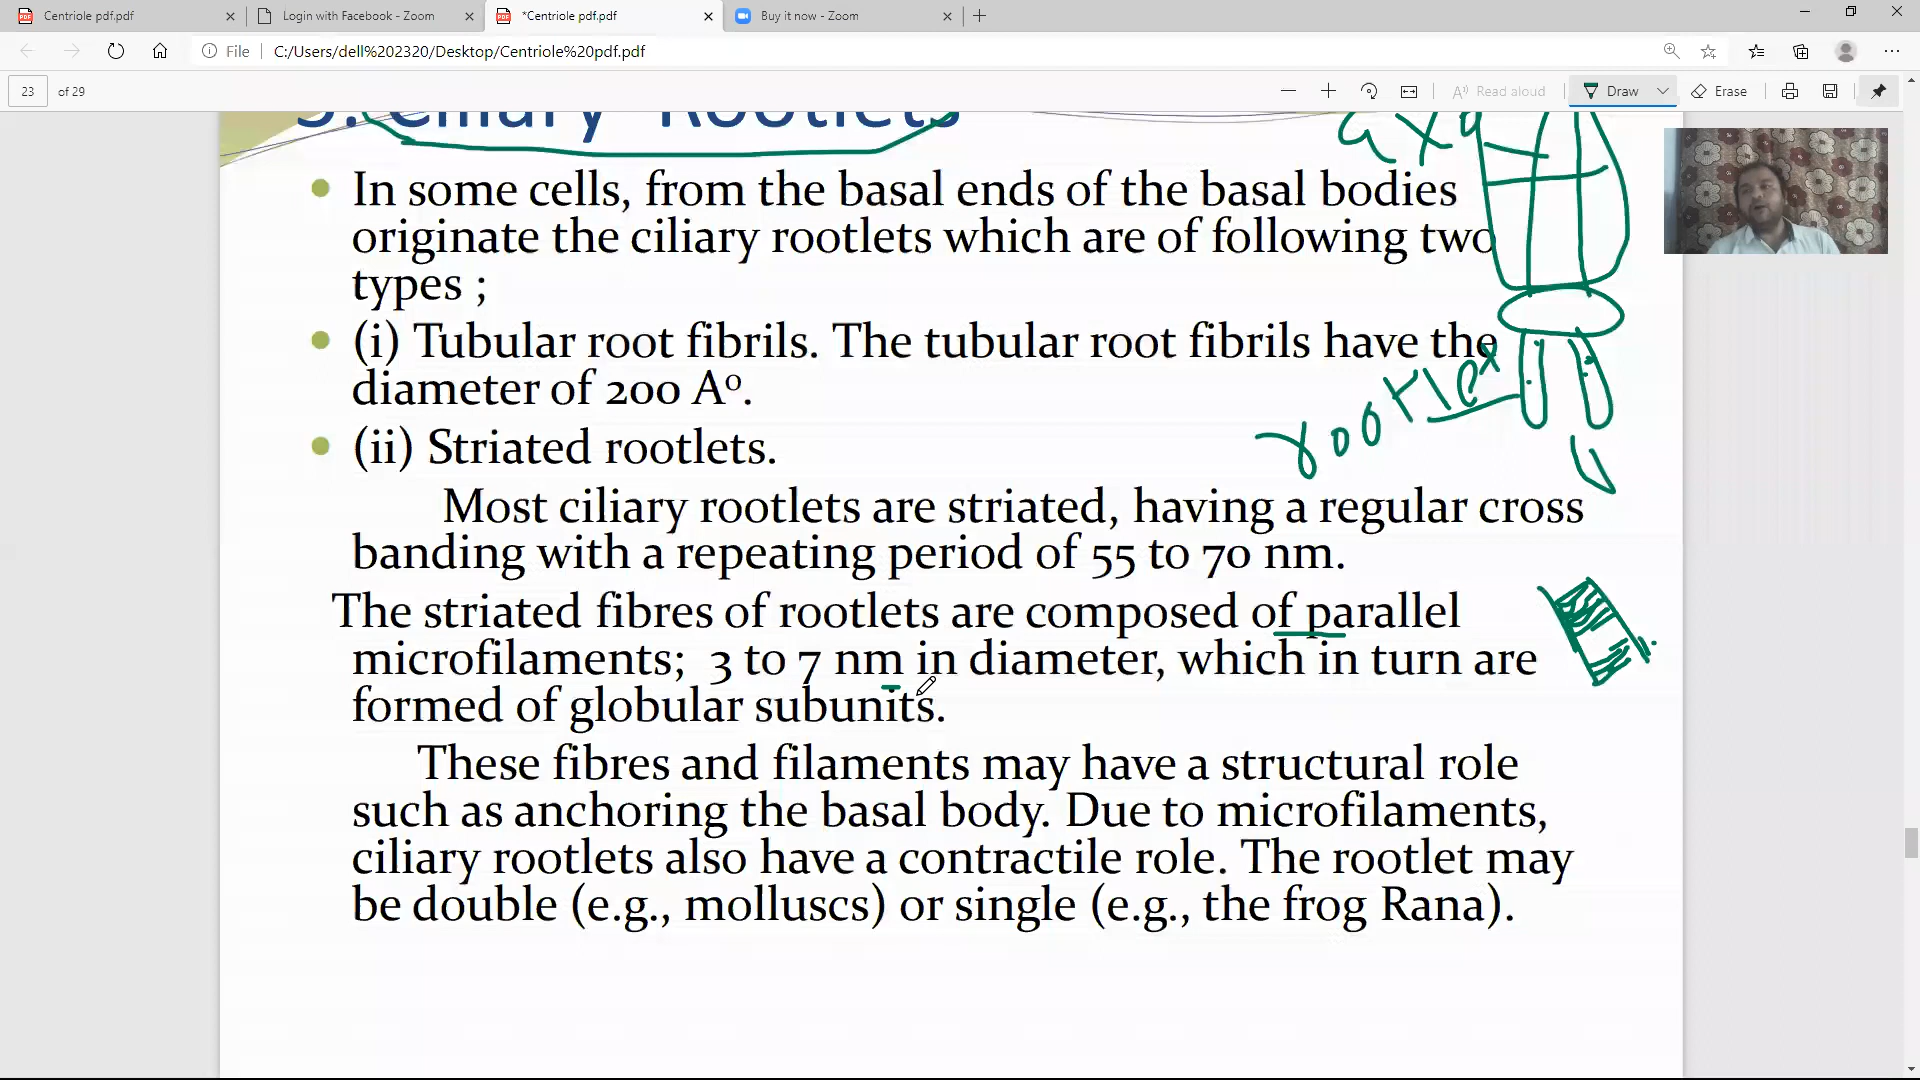 Centriole pdf.pdf
Login with Facebook - Zoom
*Centriole pdf.pdf
Buy it now - Zoom
File
C:/Users/dell%202320/Desktop/Centriole%20pdf.pdf
23
of 29
Read aloud
Draw
Erase
Ciliary Rootlets
In some cells, from the basal ends of the basal bodies
originate the ciliary rootlets which are of following two
types ;
(i) Tubular root fibrils. The tubular root fibrils have the
diameter of 200 A⁰.
(ii) Striated rootlets.
Most ciliary rootlets are striated, having a regular cross
banding with a repeating period of 55 to 70 nm.
The striated fibres of rootlets are composed of parallel
microfilaments; 3 to 7 nm in diameter, which in turn are
formed of globular subunits.
These fibres and filaments may have a structural role
such as anchoring the basal body. Due to microfilaments,
ciliary rootlets also have a contractile role. The rootlet may
be double (e.g., molluscs) or single (e.g., the frog Rana).